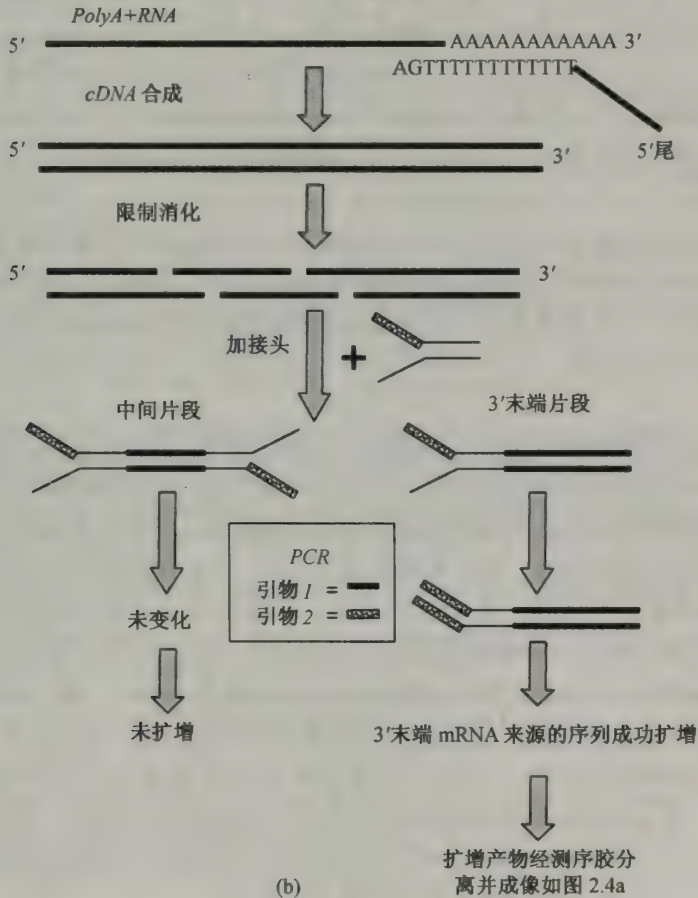 PolyA+RNA
5′ AAAAAAAAAAA 3′
AGTTTTTTTTTTTT
cDNA 合成
5′尾
5′ 3′
限制消化
5′ 3′
加接头 +
中间片段
3′末端片段
PCR
引物 1 =
引物 2 =
未变化
未扩增
3′末端 mRNA 来源的序列成功扩增
扩增产物经测序胶分
离并成像如图 2.4a
(b)